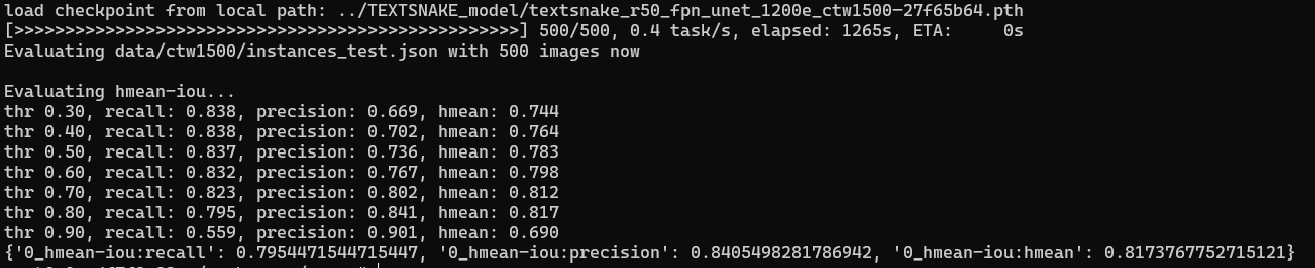 load checkpoint from local path: ../TEXTSNAKE_model/textsnake_r50_fpn_unet_1200e_ctw1500-27f65b64.pth
[>>>>>>>>>>>>>>>>>>>>>>>>>>>>>>>>>>>>>>>>>>>>>>>>>>] 500/500, 0.4 task/s, elapsed: 1265s, ETA:     0s
Evaluating data/ctw1500/instances_test.json with 500 images now
Evaluating hmean-iou...
thr 0.30, recall: 0.838, precision: 0.669, hmean: 0.744
thr 0.40, recall: 0.838, precision: 0.702, hmean: 0.764
thr 0.50, recall: 0.837, precision: 0.736, hmean: 0.783
thr 0.60, recall: 0.832, precision: 0.767, hmean: 0.798
thr 0.70, recall: 0.823, precision: 0.802, hmean: 0.812
thr 0.80, recall: 0.795, precision: 0.841, hmean: 0.817
thr 0.90, recall: 0.559, precision: 0.901, hmean: 0.690
{'0_hmean-iou:recall': 0.7954471544715447, '0_hmean-iou:precision': 0.8405498281786942, '0_hmean-iou:hmean': 0.8173767752715121}